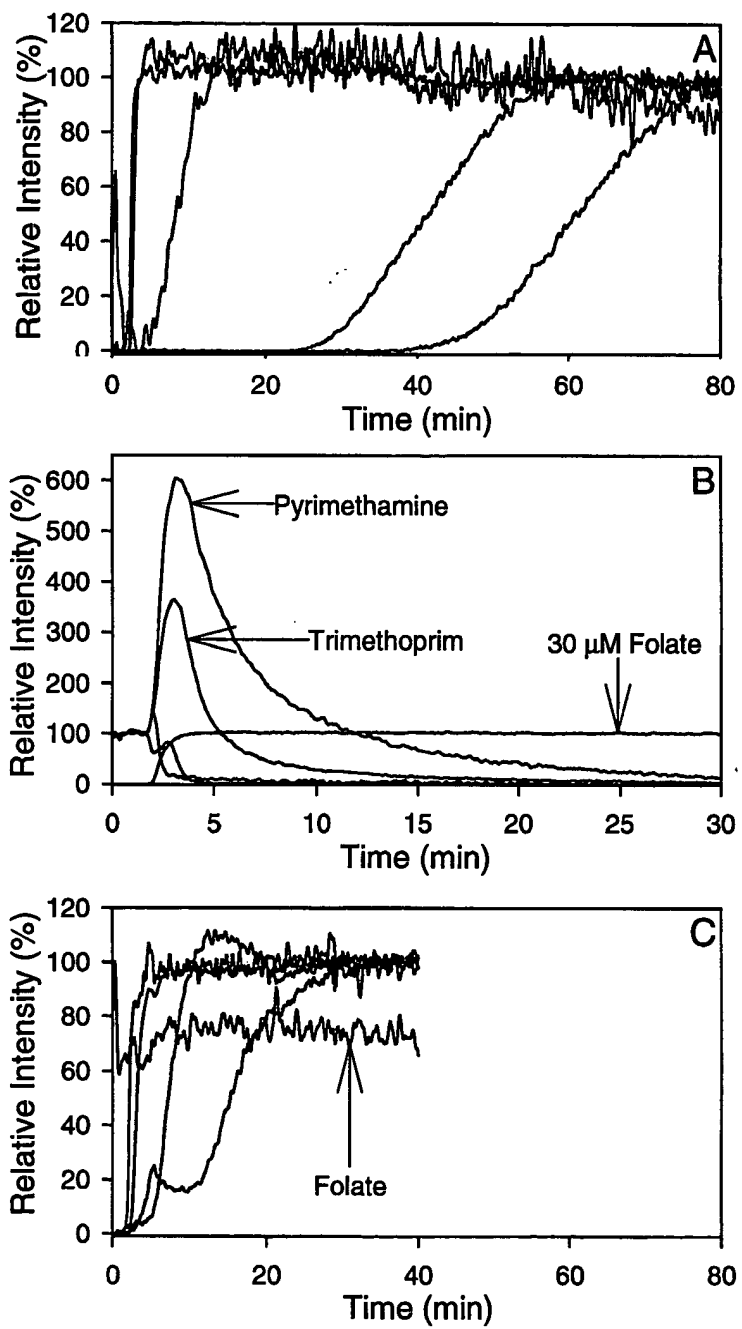 A
Relative Intensity (%)
120
100
80
60
40
20
0
0 20 40 60 80
Time (min)
B
Relative Intensity (%)
600
500
400
300
200
100
0
Pyrimethamine
Trimethoprim
30 µM Folate
0 5 10 15 20 25 30
Time (min)
C
Relative Intensity (%)
120
100
80
60
40
20
0
Folate
0 20 40 60 80
Time (min)